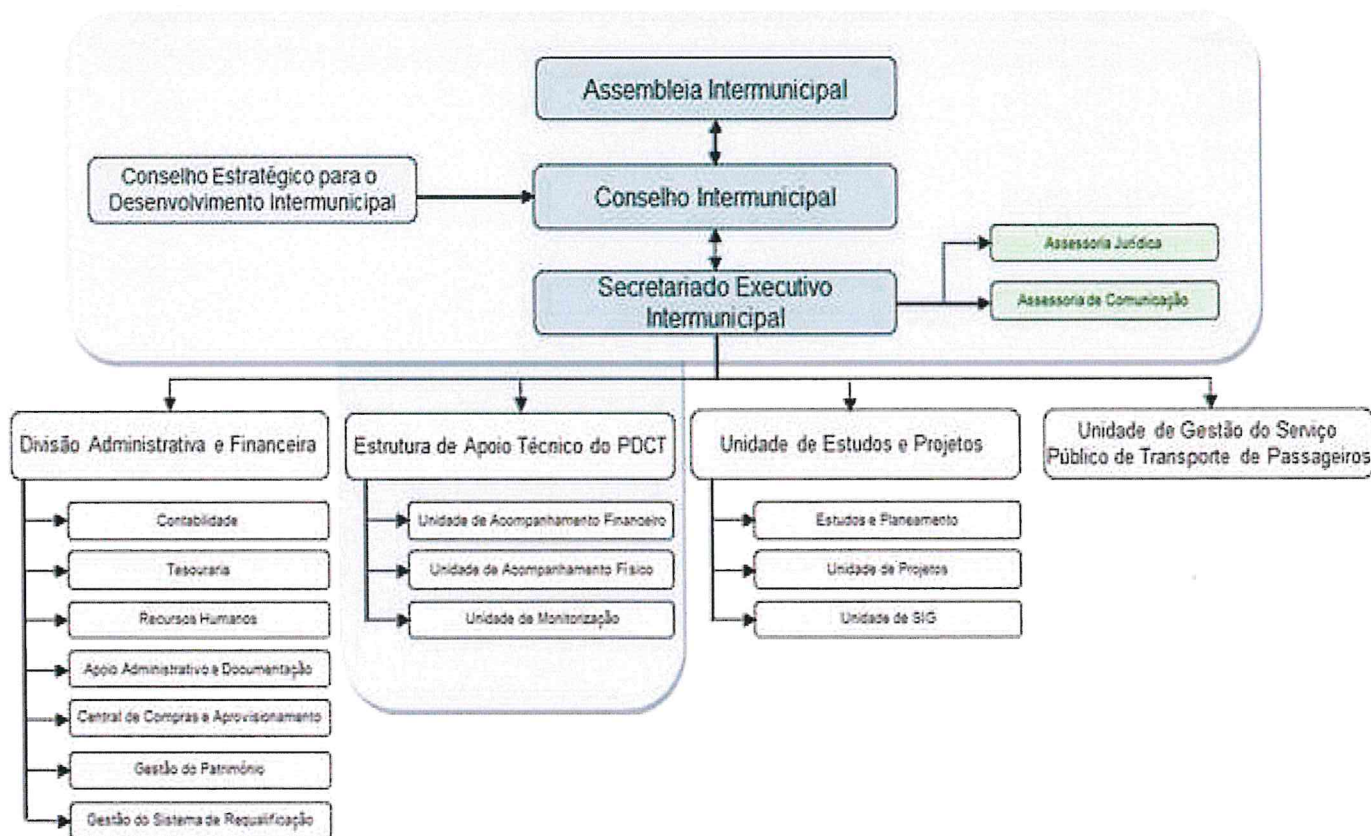 Assembleia Intermunicipal
Conselho Estratégico para o
Desenvolvimento Intermunicipal
Conselho Intermunicipal
Assessoria Jurídica
Secretariado Executivo
Intermunicipal
Assessoria de Comunicação
Divisão Administrativa e Financeira
Estrutura de Apoio Técnico do PDCT
Unidade de Estudos e Projetos
Unidade de Gestão do Serviço
Público de Transporte de Passageiros
Contabilidade
Tesouraria
Recursos Humanos
Apoio Administrativo e Documentação
Central de Compras e Aprovisionamento
Gestão do Património
Gestão do Sistema de Requalificação
Unidade de Acompanhamento Financeiro
Unidade de Acompanhamento Físico
Unidade de Monitorização
Estudos e Planeamento
Unidade de Projetos
Unidade de SIG